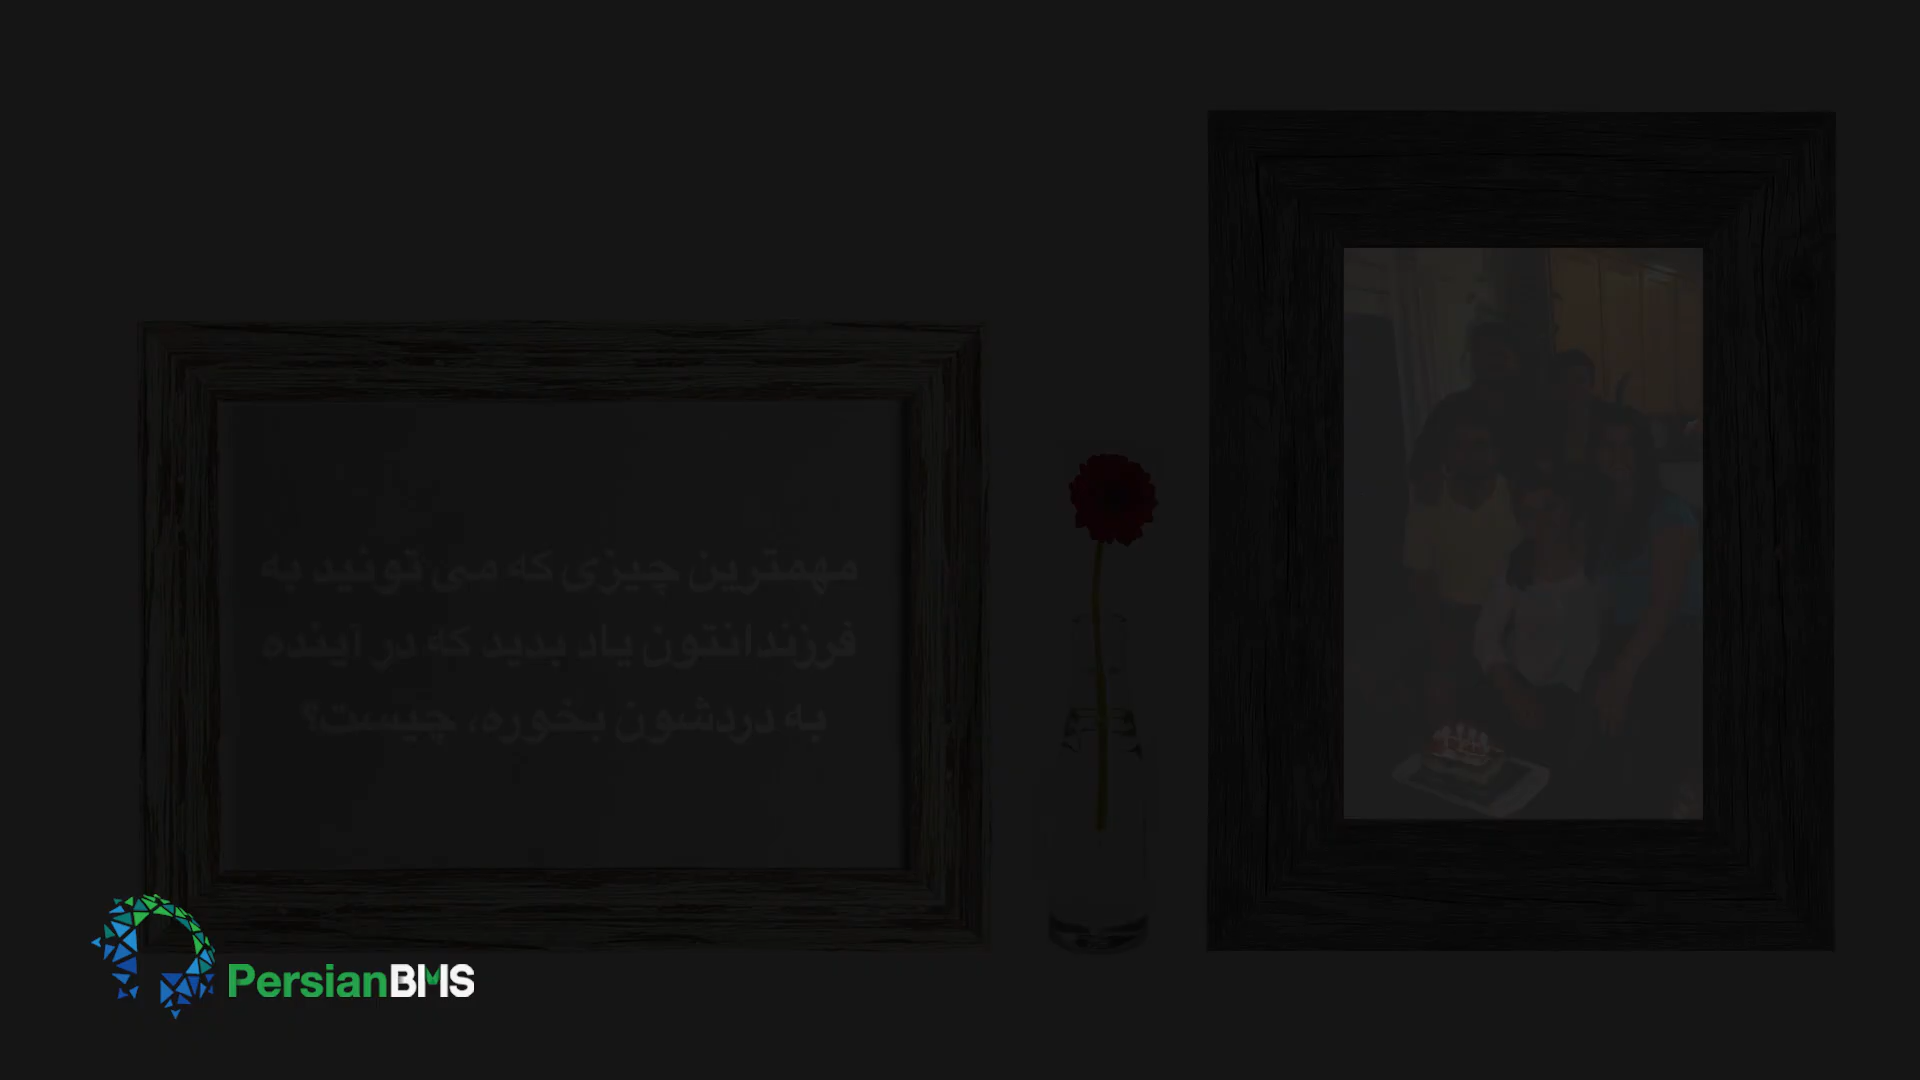 مهمترین چیزی که می تونید به
فرزندانتون یاد بدید که در آینده
به دردشون بخوره، چیست؟
PersianBMS